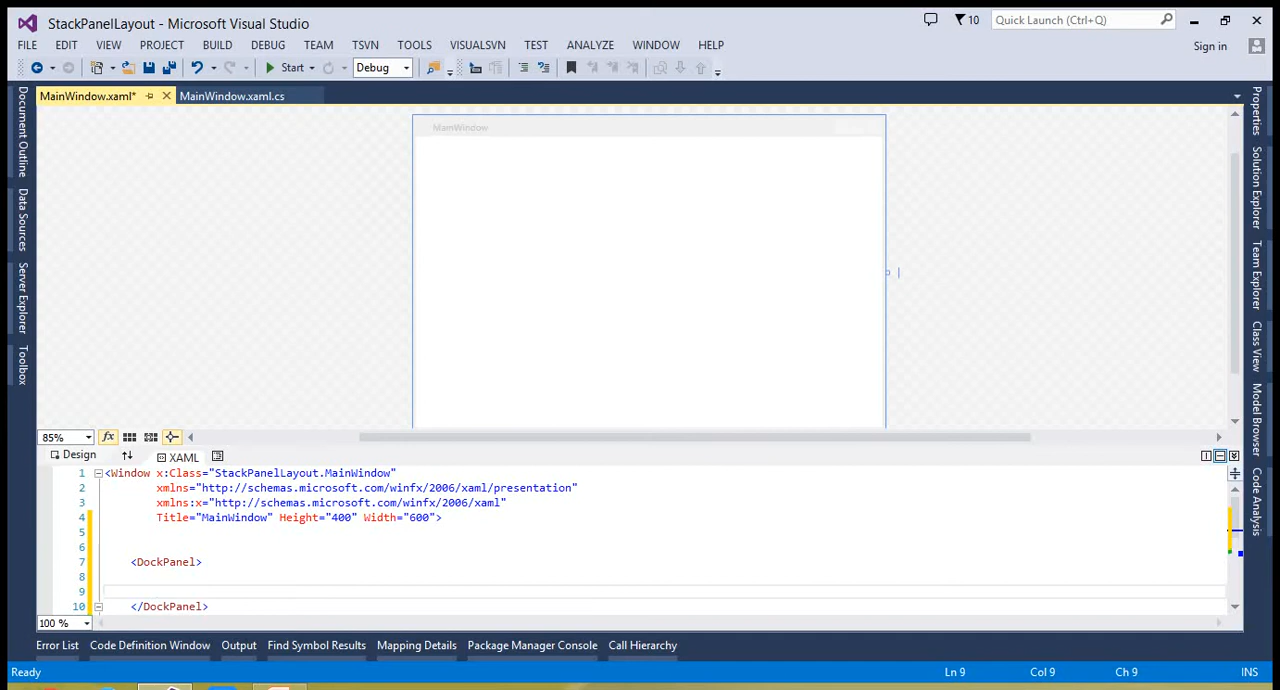 StackPanelLayout - Microsoft Visual Studio
10
Quick Launch (Ctrl+Q)
FILE EDIT VIEW PROJECT BUILD DEBUG TEAM TSVN TOOLS VISUALSVN TEST ANALYZE WINDOW HELP
Sign in
Start Debug
MainWindow.xaml* MainWindow.xaml.cs
Document Outline
Data Sources
Server Explorer
Toolbox
MainWindow
Properties
Solution Explorer
Team Explorer
Class View
Model Browser
Code Analysis
85% fx
Design XAML
1 <Window x:Class="StackPanelLayout.MainWindow"
2 xmlns="http://schemas.microsoft.com/winfx/2006/xaml/presentation"
3 xmlns:x="http://schemas.microsoft.com/winfx/2006/xaml"
4 Title="MainWindow" Height="400" Width="600">
5
6
7 <DockPanel>
8
9
10 </DockPanel>
100 %
Error List Code Definition Window Output Find Symbol Results Mapping Details Package Manager Console Call Hierarchy
Ready Ln 9 Col 9 Ch 9 INS